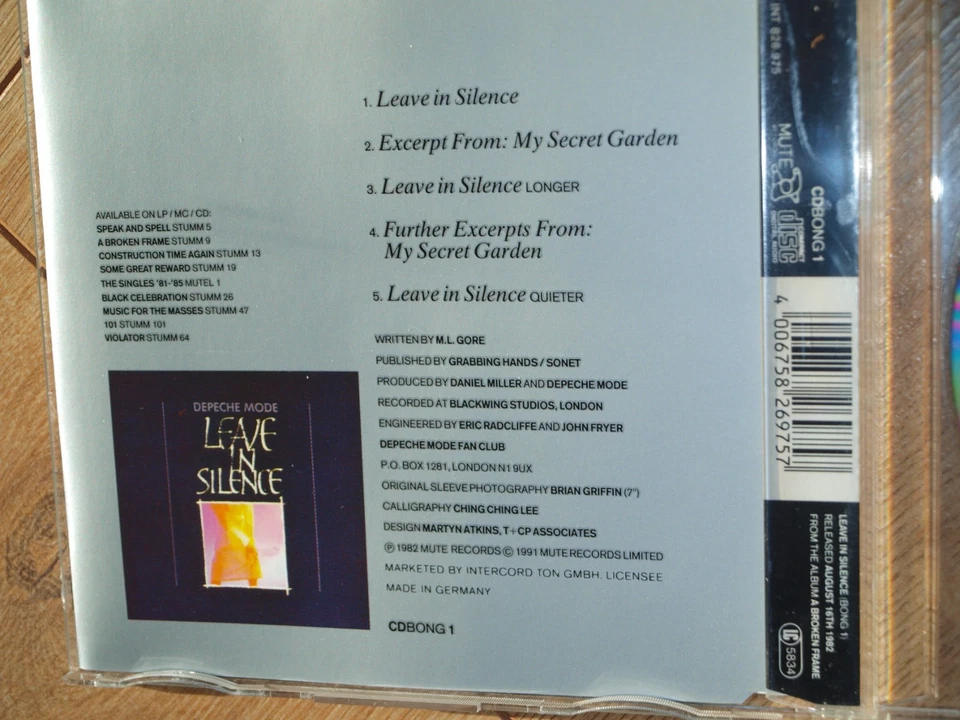 1. Leave in Silence
2. Excerpt From: My Secret Garden
3. Leave in Silence LONGER
4. Further Excerpts From:
My Secret Garden
5. Leave in Silence QUIETER
AVAILABLE ON LP / MC / CD:
SPEAK AND SPELL STUMM 5
A BROKEN FRAME STUMM 9
CONSTRUCTION TIME AGAIN STUMM 13
SOME GREAT REWARD STUMM 19
THE SINGLES '81-'85 MUTEL 1
BLACK CELEBRATION STUMM 26
MUSIC FOR THE MASSES STUMM 47
101 STUMM 101
VIOLATOR STUMM 64
DEPECHE MODE
LEAVE
IN
SILENCE
WRITTEN BY M.L. GORE
PUBLISHED BY GRABBING HANDS / SONET
PRODUCED BY DANIEL MILLER AND DEPECHE MODE
RECORDED AT BLACKWING STUDIOS, LONDON
ENGINEERED BY ERIC RADCLIFFE AND JOHN FRYER
DEPECHE MODE FAN CLUB
P.O. BOX 1281, LONDON N1 9UX
ORIGINAL SLEEVE PHOTOGRAPHY BRIAN GRIFFIN (7")
CALLIGRAPHY CHING CHING LEE
DESIGN MARTYN ATKINS, T+CP ASSOCIATES
℗ 1982 MUTE RECORDS © 1991 MUTE RECORDS LIMITED
MARKETED BY INTERCORD TON GMBH. LICENSEE
MADE IN GERMANY
CDBONG 1
INT 826.975
MUTE
CDBONG 1
COMPACT
disc
DIGITAL AUDIO
4 006758 269757
LEAVE IN SILENCE (BONG 1)
RELEASED AUGUST 16TH 1982
FROM THE ALBUM A BROKEN FRAME
LC 5834